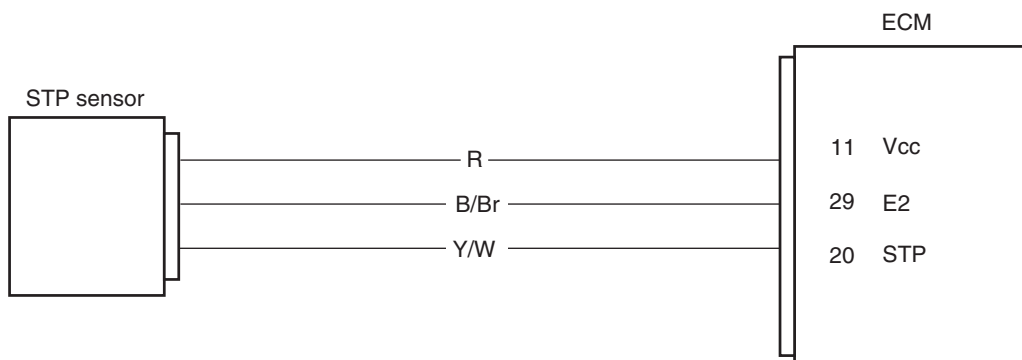 ECM
STP sensor
R
11 Vcc
B/Br
29 E2
Y/W
20 STP